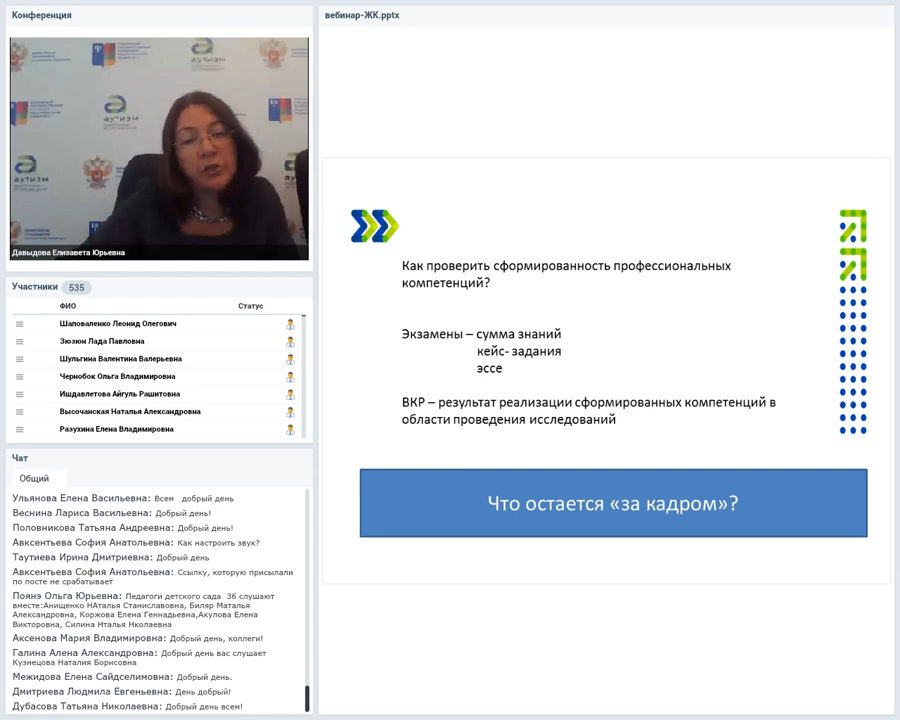 Конференция
аутизм
аутизм
аутизм
Давыдова Елизавета Юрьевна
Участники 535
ФИО Статус
Шаповаленко Леонид Олегович
Зюзюн Лада Павловна
Шульгина Валентина Валерьевна
Чернобок Ольга Владимировна
Ишдавлетова Айгуль Рашитовна
Высочанская Наталья Александровна
Разухина Елена Владимировна
Чат
Общий
Ульянова Елена Васильевна: Всем добрый день
Веснина Лариса Васильевна: Добрый день!
Половникова Татьяна Андреевна: Добрый день!
Авксентьева София Анатольевна: Как настроить звук?
Таутиева Ирина Дмитриевна: Добрый день
Авксентьева София Анатольевна: Ссылку, которую присылали
по посте не срабатывает
Поянэ Ольга Юрьевна: Педагоги детского сада 36 слушают
вместе:Анищенко НАталья Станиславовна, Биляр Маталья
Александровна, Коржова Елена Геннадьевна,Акулова Елена
Викторовна, Силина Нталья Нколаевна
Аксенова Мария Владимировна: Добрый день, коллеги!
Галина Алена Александровна: Добрый день вас слушает
Кузнецова Наталия Борисовна
Межидова Елена Сайдселимовна: Добрый день.
Дмитриева Людмила Евгеньевна: День добрый!
Дубасова Татьяна Николаевна: Добрый день всем!
вебинар-ЖК.pptx
Как проверить сформированность профессиональных
компетенций?
Экзамены – сумма знаний
кейс- задания
эссе
ВКР – результат реализации сформированных компетенций в
области проведения исследований
Что остается «за кадром»?